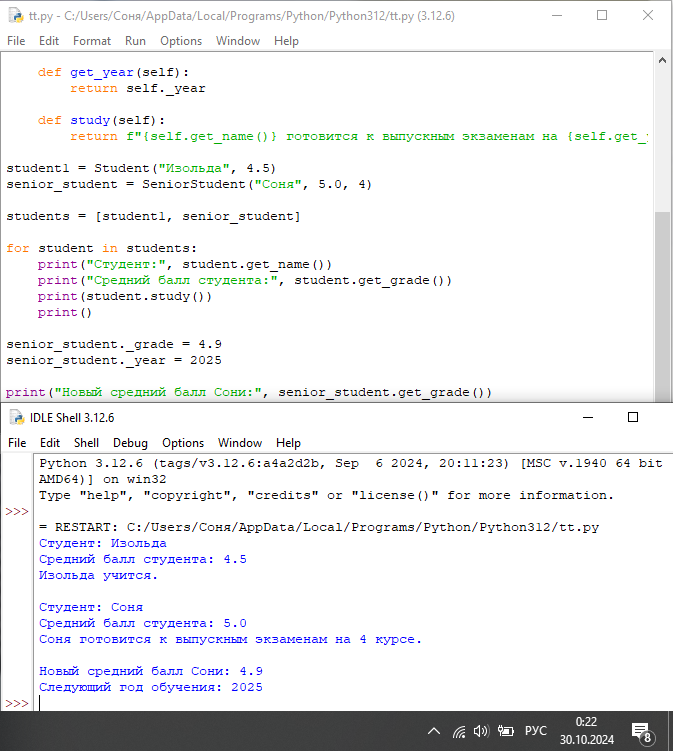 tt.py - C:/Users/Соня/AppData/Local/Programs/Python/Python312/tt.py (3.12.6)
File Edit Format Run Options Window Help
def get_year(self):
return self._year
def study(self):
return f"{self.get_name()} готовится к выпускным экзаменам на {self.get_
student1 = Student("Изольда", 4.5)
senior_student = SeniorStudent("Соня", 5.0, 4)
students = [student1, senior_student]
for student in students:
print("Студент:", student.get_name())
print("Средний балл студента:", student.get_grade())
print(student.study())
print()
senior_student._grade = 4.9
senior_student._year = 2025
print("Новый средний балл Сони:", senior_student.get_grade())
IDLE Shell 3.12.6
File Edit Shell Debug Options Window Help
Python 3.12.6 (tags/v3.12.6:a4a2d2b, Sep  6 2024, 20:11:23) [MSC v.1940 64 bit
AMD64)] on win32
Type "help", "copyright", "credits" or "license()" for more information.
>>>
= RESTART: C:/Users/Соня/AppData/Local/Programs/Python/Python312/tt.py
Студент: Изольда
Средний балл студента: 4.5
Изольда учится.
Студент: Соня
Средний балл студента: 5.0
Соня готовится к выпускным экзаменам на 4 курсе.
Новый средний балл Сони: 4.9
Следующий год обучения: 2025
>>>
РУС
0:22
30.10.2024
8